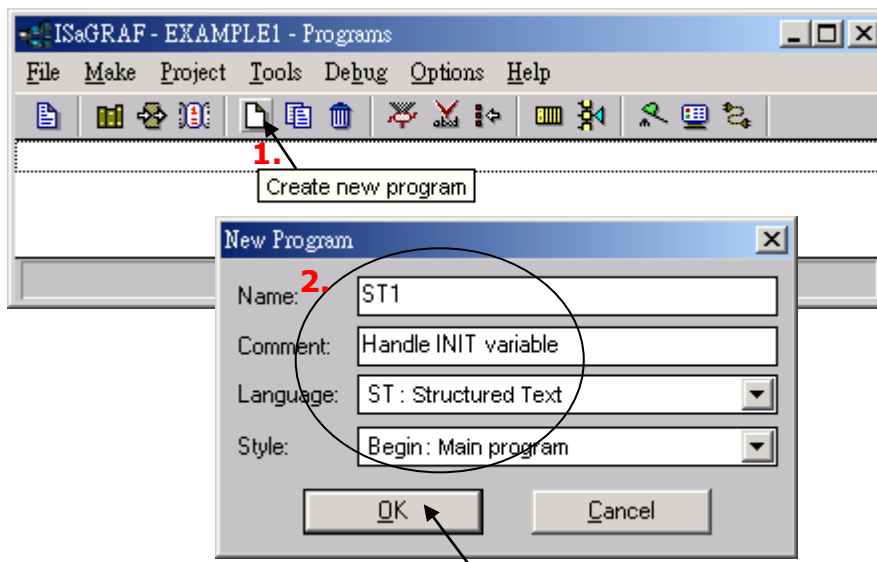 ISaGRAF - EXAMPLE1 - Programs
File Make Project Tools Debug Options Help
1.
Create new program
New Program
2.
Name: ST1
Comment: Handle INIT variable
Language: ST : Structured Text
Style: Begin : Main program
OK Cancel